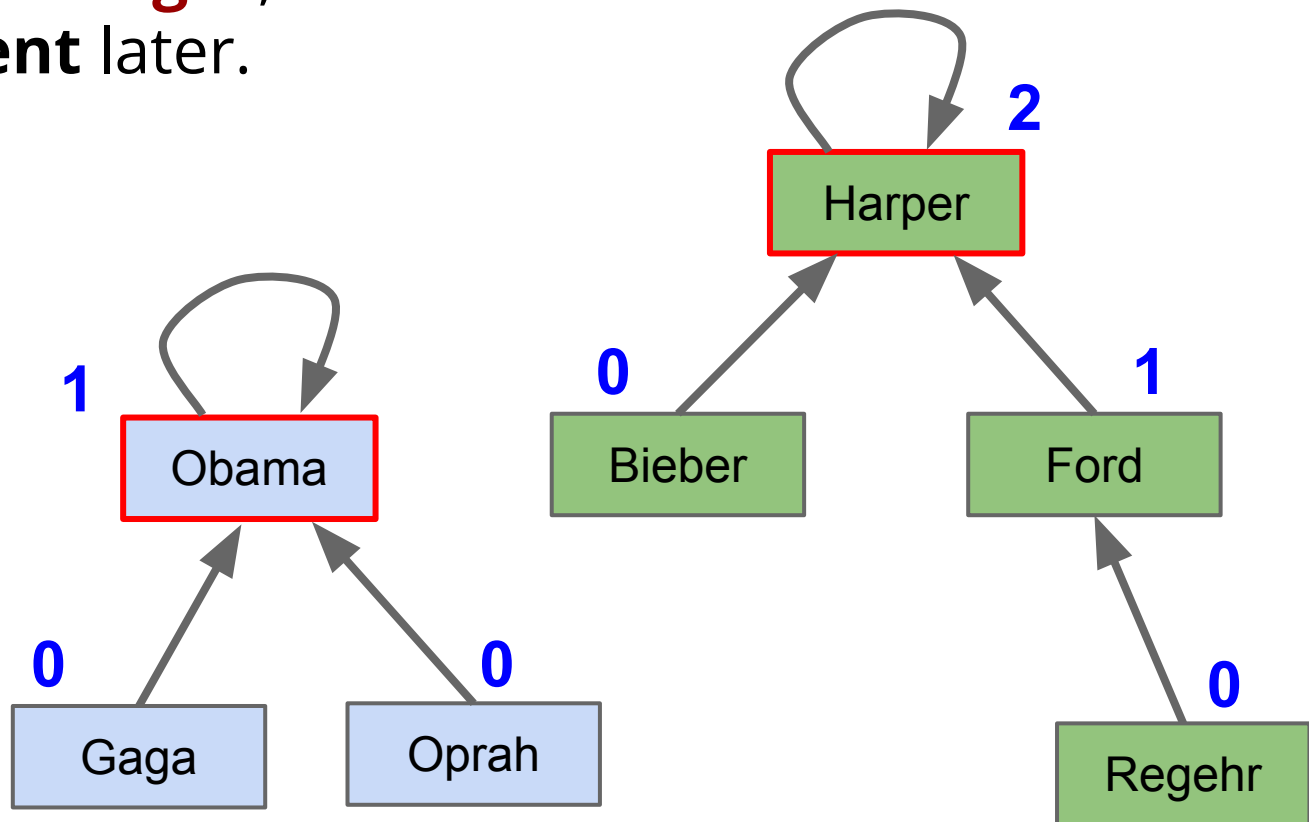 ent later.
2
Harper
1
0
1
Obama
Bieber
Ford
0
0
0
Gaga
Oprah
Regehr